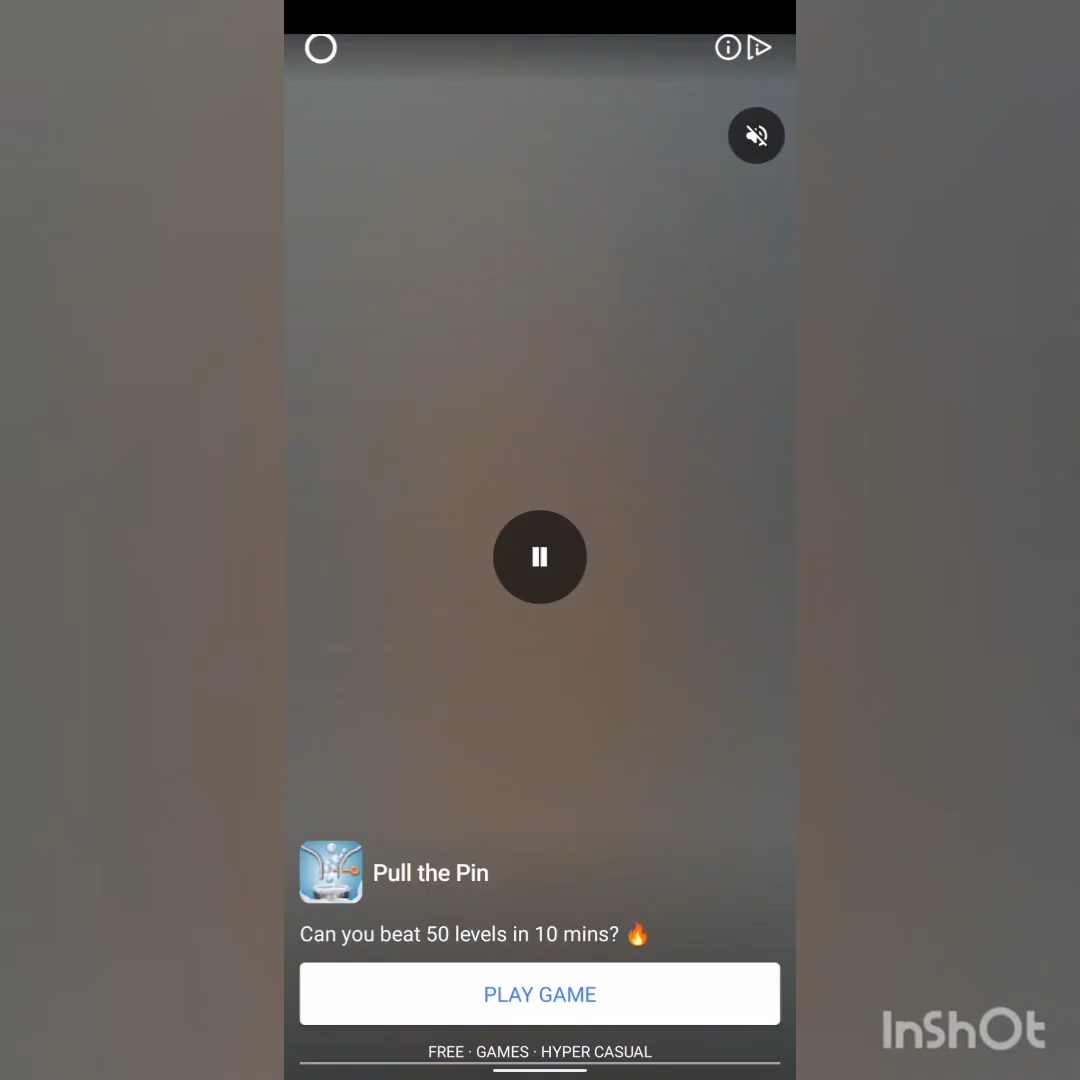 Pull the Pin
Can you beat 50 levels in 10 mins? 🔥
PLAY GAME
FREE · GAMES · HYPER CASUAL
InShOt